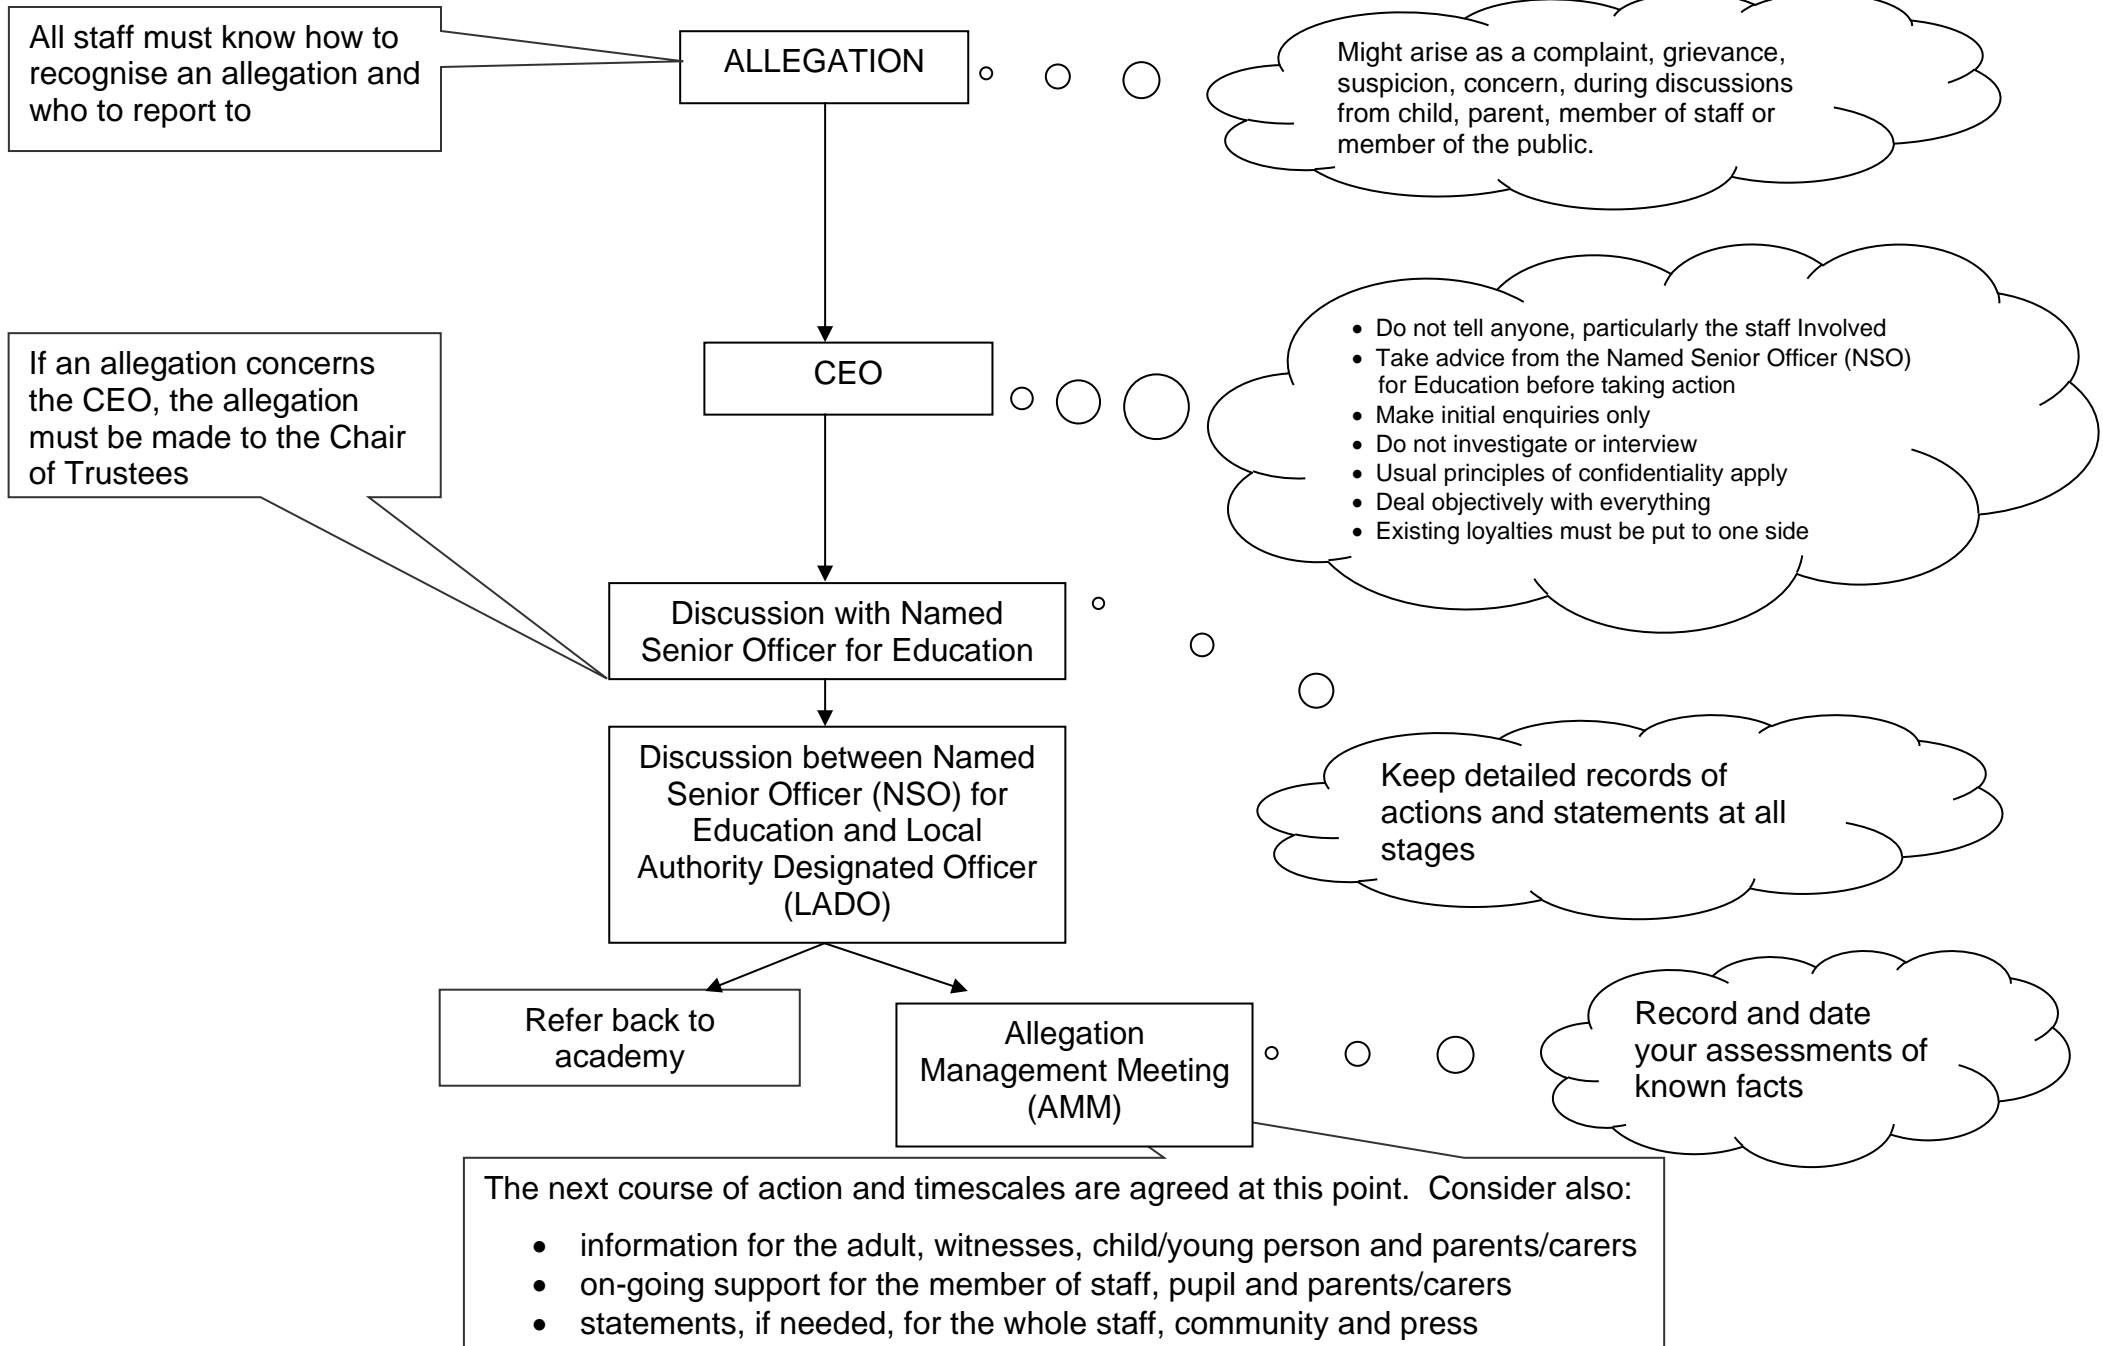 All staff must know how to
recognise an allegation and
who to report to
ALLEGATION
Might arise as a complaint, grievance,
suspicion, concern, during discussions
from child, parent, member of staff or
member of the public.
If an allegation concerns
the CEO, the allegation
must be made to the Chair
of Trustees
CEO
• Do not tell anyone, particularly the staff Involved
• Take advice from the Named Senior Officer (NSO)
for Education before taking action
• Make initial enquiries only
• Do not investigate or interview
• Usual principles of confidentiality apply
• Deal objectively with everything
• Existing loyalties must be put to one side
Discussion with Named
Senior Officer for Education
Discussion between Named
Senior Officer (NSO) for
Education and Local
Authority Designated Officer
(LADO)
Keep detailed records of
actions and statements at all
stages
Refer back to
academy
Allegation
Management Meeting
(AMM)
Record and date
your assessments of
known facts
The next course of action and timescales are agreed at this point.  Consider also:
• information for the adult, witnesses, child/young person and parents/carers
• on-going support for the member of staff, pupil and parents/carers
• statements, if needed, for the whole staff, community and press